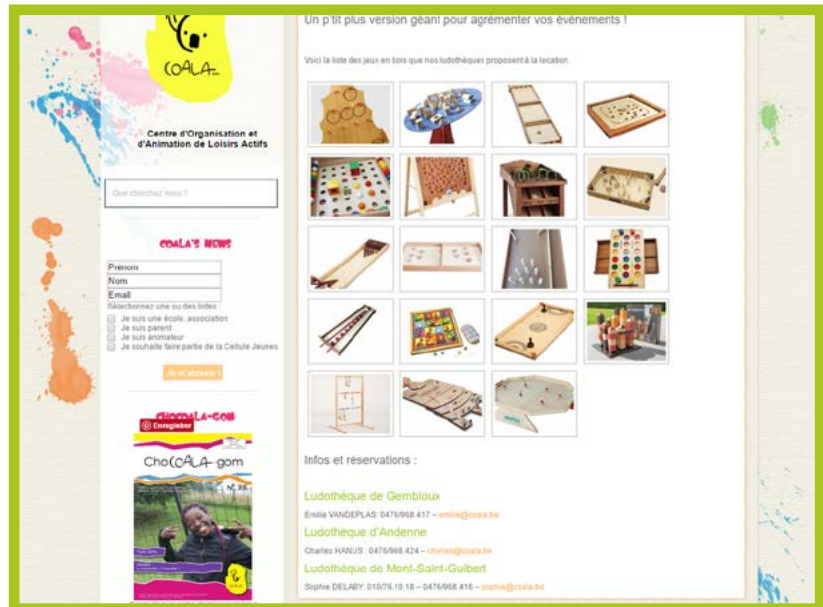 COALA
Centre d'Organisation et
d'Animation de Loisirs Actifs
Que cherchez vous ?
COALA'S NEWS
Prénom
Nom
Email
Sélectionnez une ou des listes
Je suis une école, association
Je suis parent
Je suis animateur
Je souhaite faire partie de la Cellule Jeunes
Je m'abonne !
CHOCOALA-GOM
Enregistrer
ChoCOALA gom
N° 38
COALA
Un p'tit plus version géant pour agrémenter vos événements !
Voici la liste des jeux en bois que nos ludothèques proposent à la location.
Infos et réservations :
Ludothèque de Gembloux
Emilie VANDEPLAS: 0476/968.417 – emilie@coala.be
Ludothèque d'Andenne
Charles HANUS : 0476/968.424 – charles@coala.be
Ludothèque de Mont-Saint-Guibert
Sophie DELABY: 010/76.10.18 – 0476/968.416 – sophie@coala.be